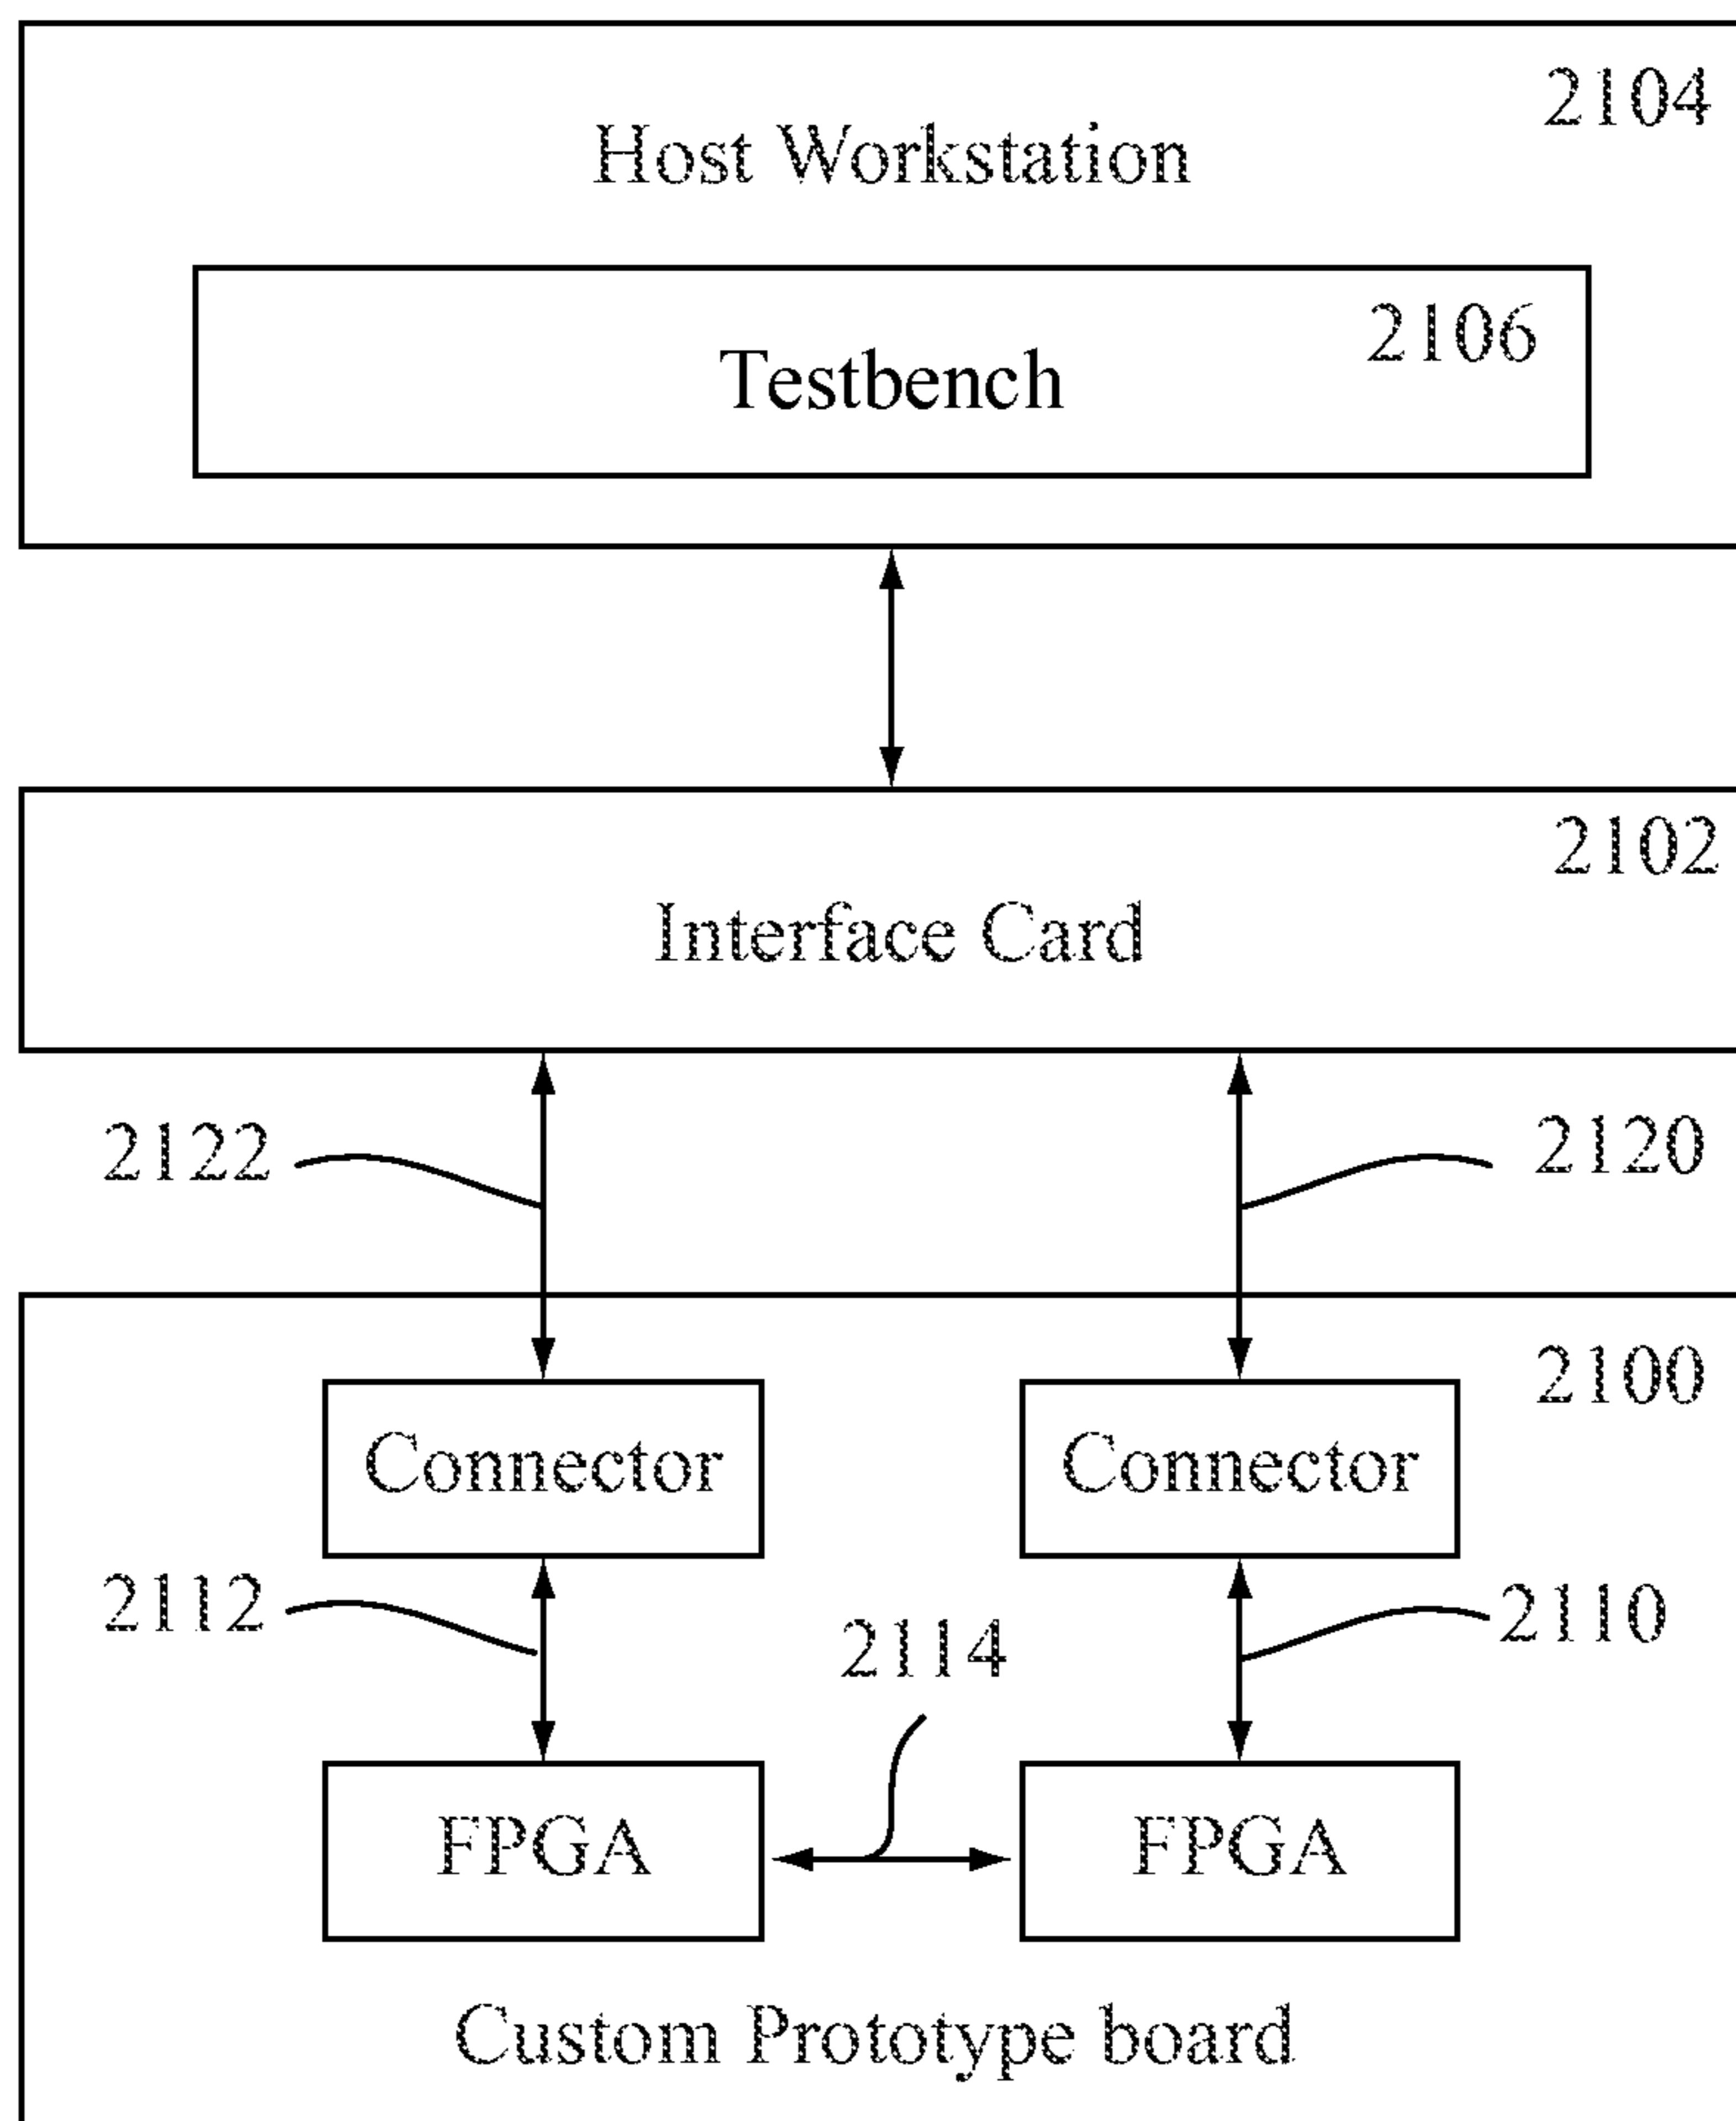 2104
Host Workstation
2106
Testbench
2102
Interface Card
2122
2120
2100
Connector
Connector
2112
2110
2114
FPGA
FPGA
Custom Prototype board